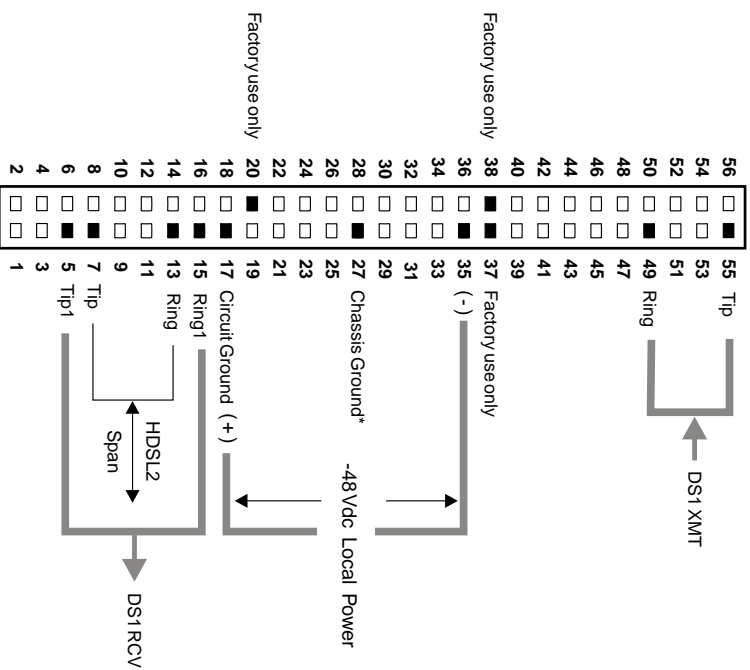 56 55 Tip
54 53
DS1 XMT
52 51
50 49 Ring
48 47
46 45
44 43
42 41
40 39
Factory use only 38 37 Factory use only
36 35 (-)
34 33
32 31
30 29
28 27 Chassis Ground*
-48Vdc Local Power
26 25
24 23
22 21
Factory use only 20 19
18 17 Circuit Ground (+)
16 15 Ring1
14 13 Ring
12 11
HDSL2
Span
DS1 RCV
10 9
8 7 Tip
6 5 Tip1
4 3
2 1